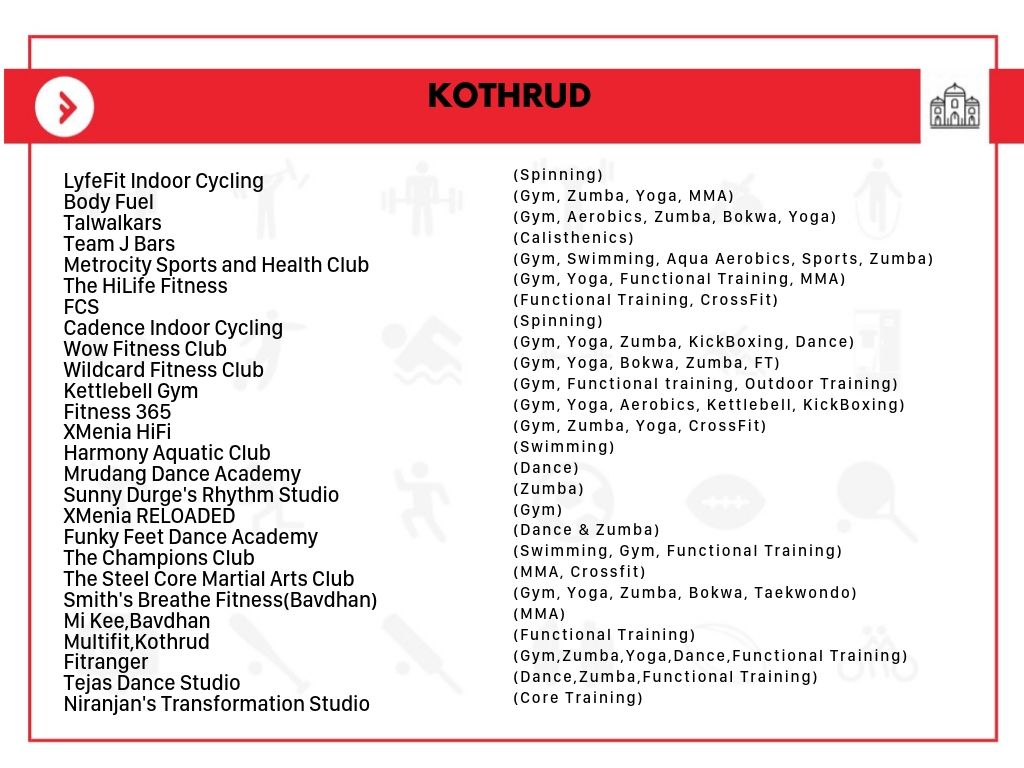 KOTHRUD
LyfeFit Indoor Cycling (Spinning)
Body Fuel (Gym, Zumba, Yoga, MMA)
Talwalkars (Gym, Aerobics, Zumba, Bokwa, Yoga)
Team J Bars (Calisthenics)
Metrocity Sports and Health Club (Gym, Swimming, Aqua Aerobics, Sports, Zumba)
The HiLife Fitness (Gym, Yoga, Functional Training, MMA)
FCS (Functional Training, CrossFit)
Cadence Indoor Cycling (Spinning)
Wow Fitness Club (Gym, Yoga, Zumba, KickBoxing, Dance)
Wildcard Fitness Club (Gym, Yoga, Bokwa, Zumba, FT)
Kettlebell Gym (Gym, Functional training, Outdoor Training)
Fitness 365 (Gym, Yoga, Aerobics, Kettlebell, KickBoxing)
XMenia HiFi (Gym, Zumba, Yoga, CrossFit)
Harmony Aquatic Club (Swimming)
Mrudang Dance Academy (Dance)
Sunny Durge's Rhythm Studio (Zumba)
XMenia RELOADED (Gym)
Funky Feet Dance Academy (Dance & Zumba)
The Champions Club (Swimming, Gym, Functional Training)
The Steel Core Martial Arts Club (MMA, Crossfit)
Smith's Breathe Fitness(Bavdhan) (Gym, Yoga, Zumba, Bokwa, Taekwondo)
Mi Kee,Bavdhan (MMA)
Multifit,Kothrud (Functional Training)
Fitranger (Gym,Zumba,Yoga,Dance,Functional Training)
Tejas Dance Studio (Dance,Zumba,Functional Training)
Niranjan's Transformation Studio (Core Training)